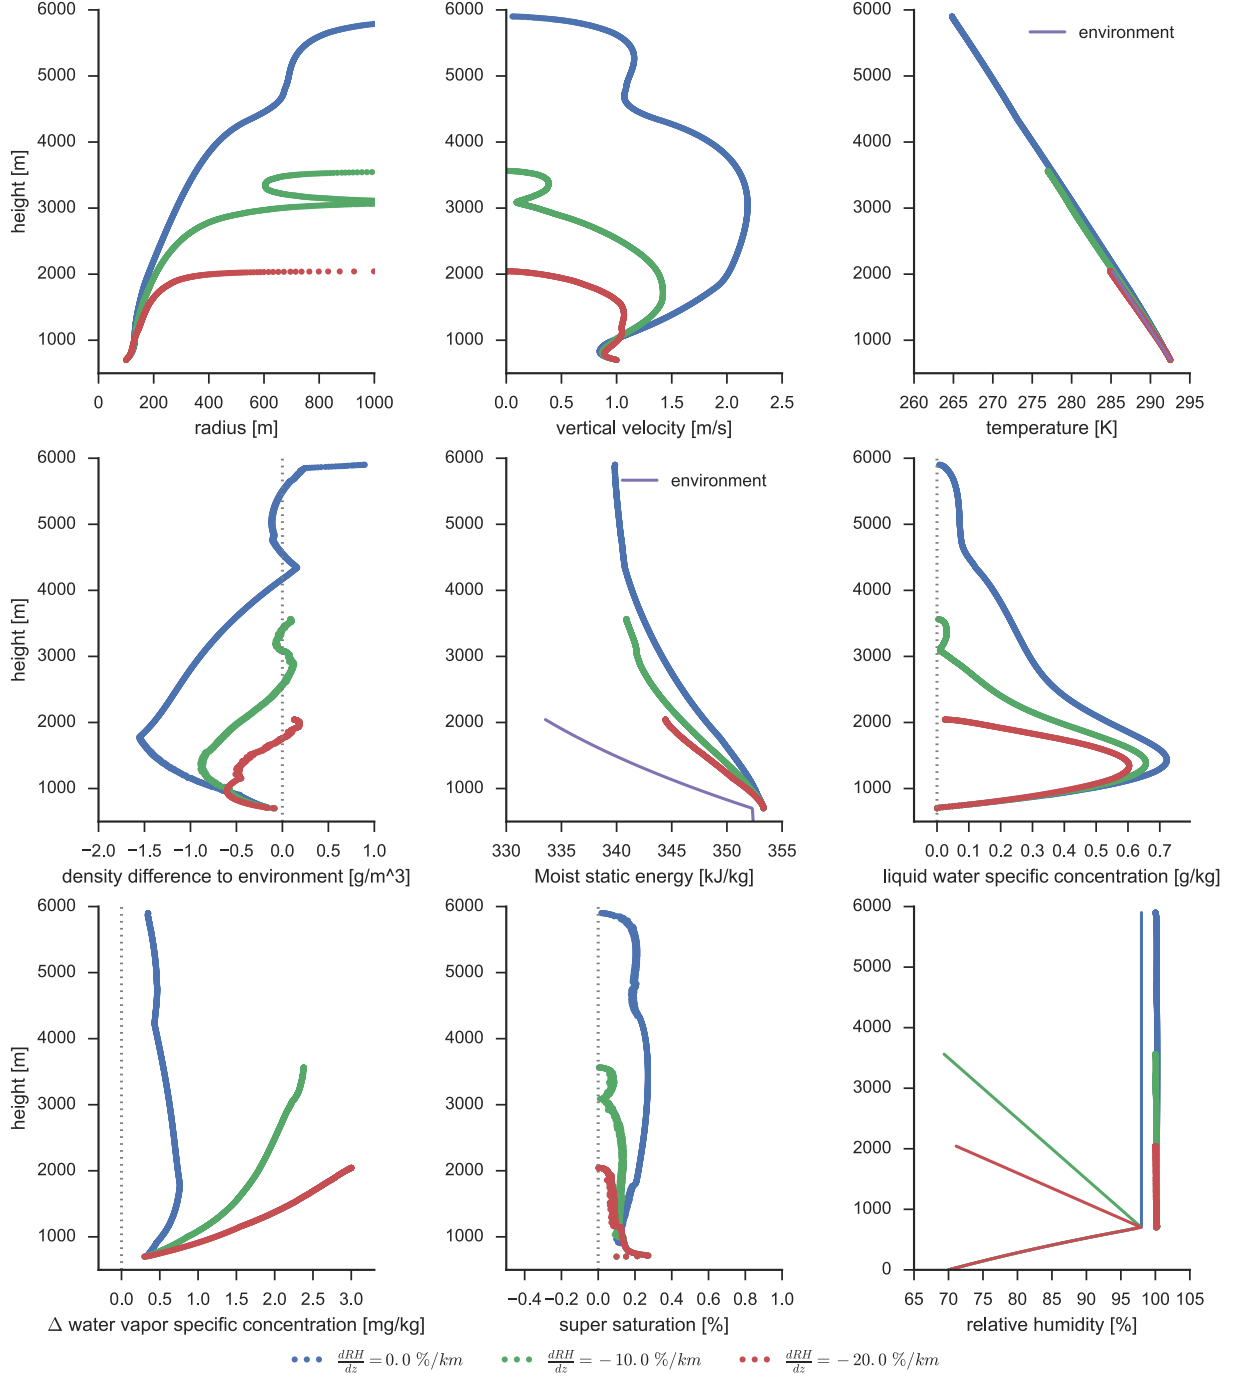 6000
5000
4000
3000
2000
1000
height [m]
0 200 400 600 800 1000
radius [m]
6000
5000
4000
3000
2000
1000
0.0 0.5 1.0 1.5 2.0 2.5
vertical velocity [m/s]
6000
5000
4000
3000
2000
1000
environment
260 265 270 275 280 285 290 295
temperature [K]
6000
5000
4000
3000
2000
1000
height [m]
−2.0 −1.5 −1.0 −0.5 0.0 0.5 1.0
density difference to environment [g/m^3]
6000
5000
4000
3000
2000
1000
environment
330 335 340 345 350 355
Moist static energy [kJ/kg]
6000
5000
4000
3000
2000
1000
0.0 0.1 0.2 0.3 0.4 0.5 0.6 0.7
liquid water specific concentration [g/kg]
6000
5000
4000
3000
2000
1000
height [m]
0.0 0.5 1.0 1.5 2.0 2.5 3.0
Δ water vapor specific concentration [mg/kg]
6000
5000
4000
3000
2000
1000
−0.4 −0.2 0.0 0.2 0.4 0.6 0.8 1.0
super saturation [%]
6000
5000
4000
3000
2000
1000
0
65 70 75 80 85 90 95 100 105
relative humidity [%]
dRH/dz = 0.0 %/km dRH/dz = −10.0 %/km dRH/dz = −20.0 %/km